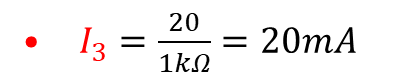 • I₃ = 20/1kΩ = 20mA